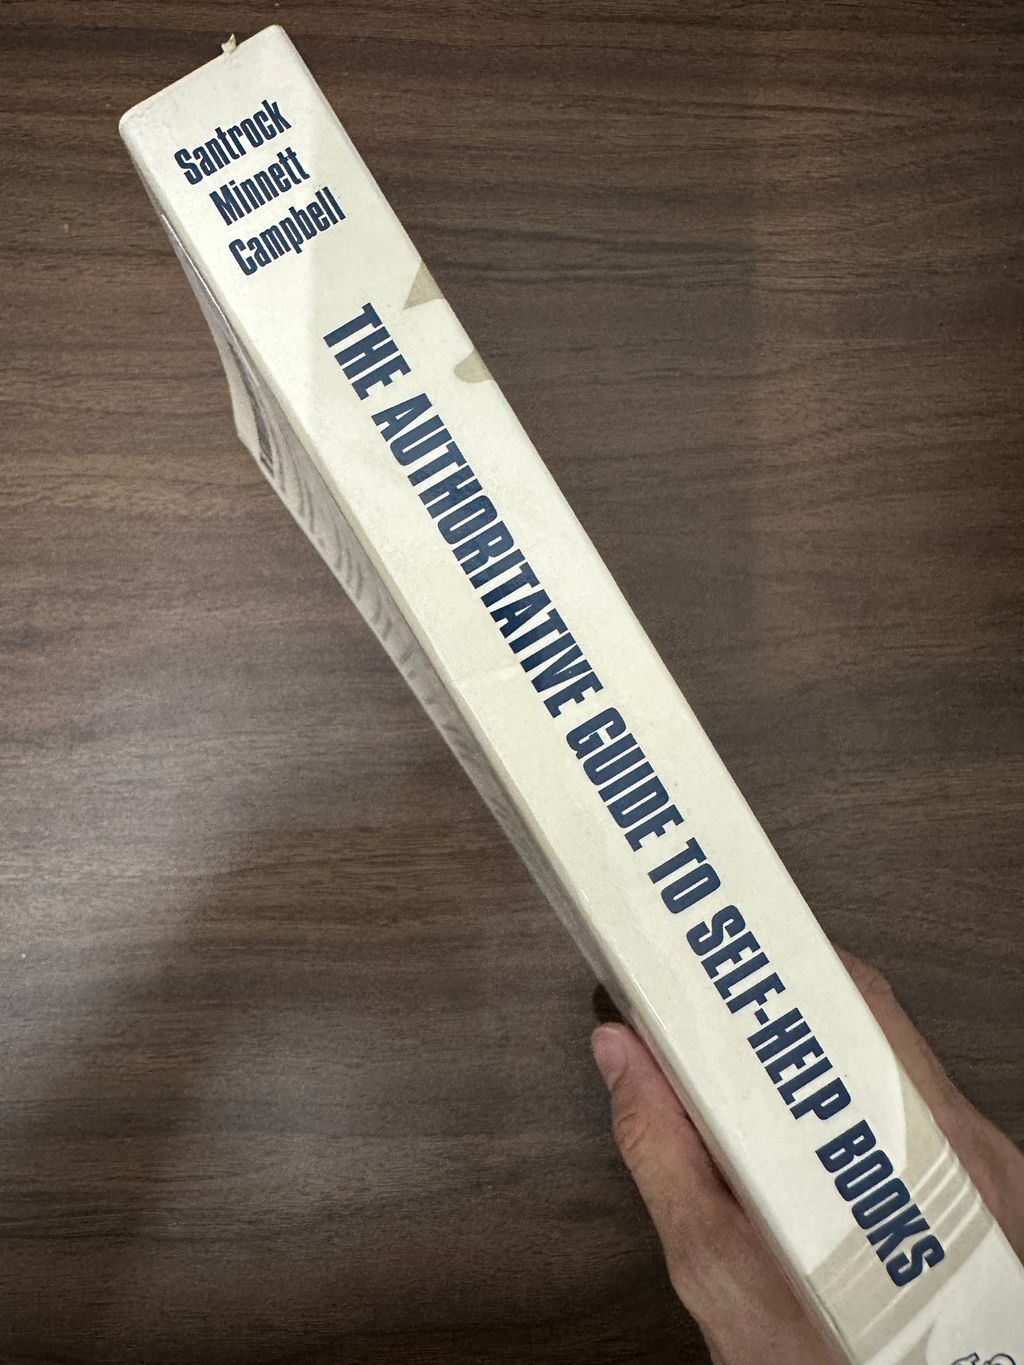 Santrock
Minnett
Campbell
THE AUTHORITATIVE GUIDE TO SELF-HELP BOOKS